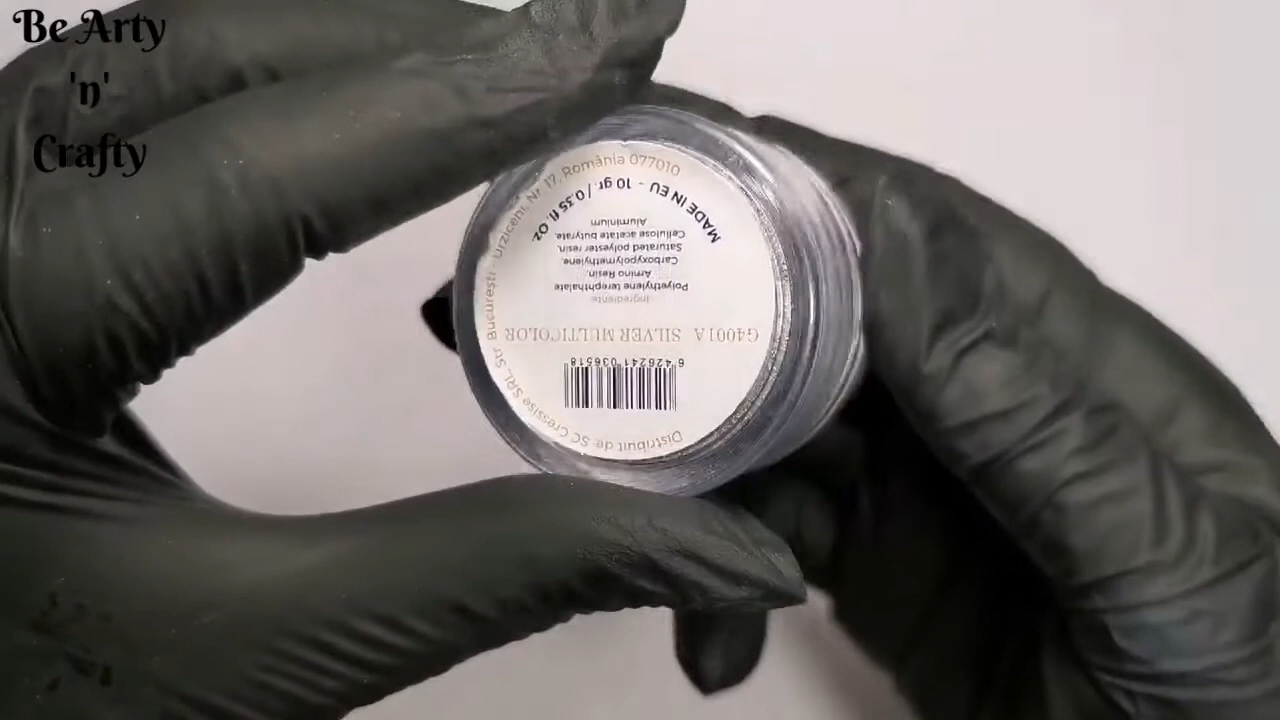 Be Arty
'n'
Crafty
Distribuit de SC Cressise SRL, Str Bucuresti - Urziceni, Nr 17, România 077010
6 426241 036518
G4001A SILVER MULTICOLOR
Ingrediente
Polyethylene terephthalate
Amino Resin,
Carboxypolymethylene,
Saturated polyester resin,
Cellulose acetate butyrate,
Aluminium
MADE IN EU - 10 gr. / 0.35 fl. Oz